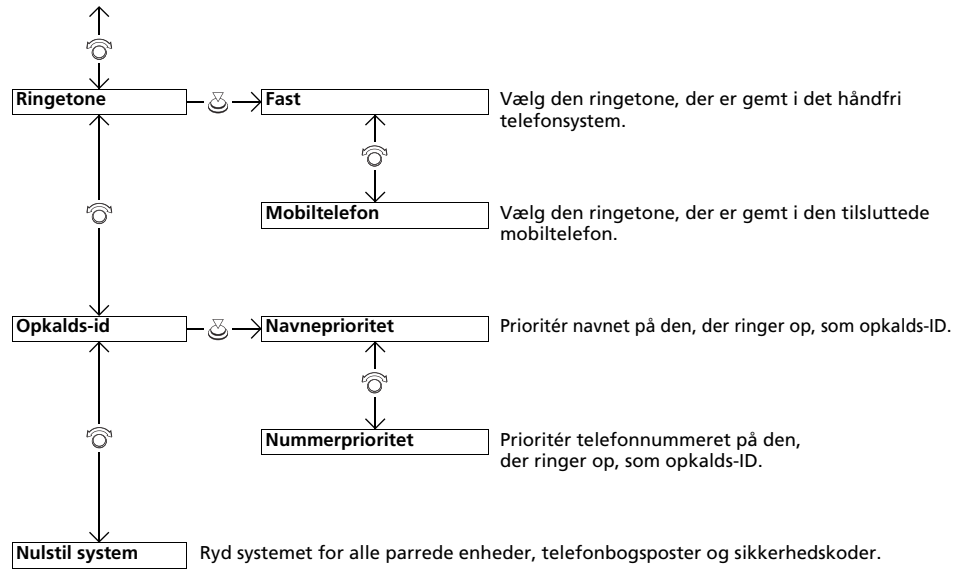 Ringetone
Fast
Vælg den ringetone, der er gemt i det håndfri
telefonsystem.
Mobiltelefon
Vælg den ringetone, der er gemt i den tilsluttede
mobiltelefon.
Opkalds-id
Navneprioritet
Prioritér navnet på den, der ringer op, som opkalds-ID.
Nummerprioritet
Prioritér telefonnummeret på den,
der ringer op, som opkalds-ID.
Nulstil system
Ryd systemet for alle parrede enheder, telefonbogsposter og sikkerhedskoder.